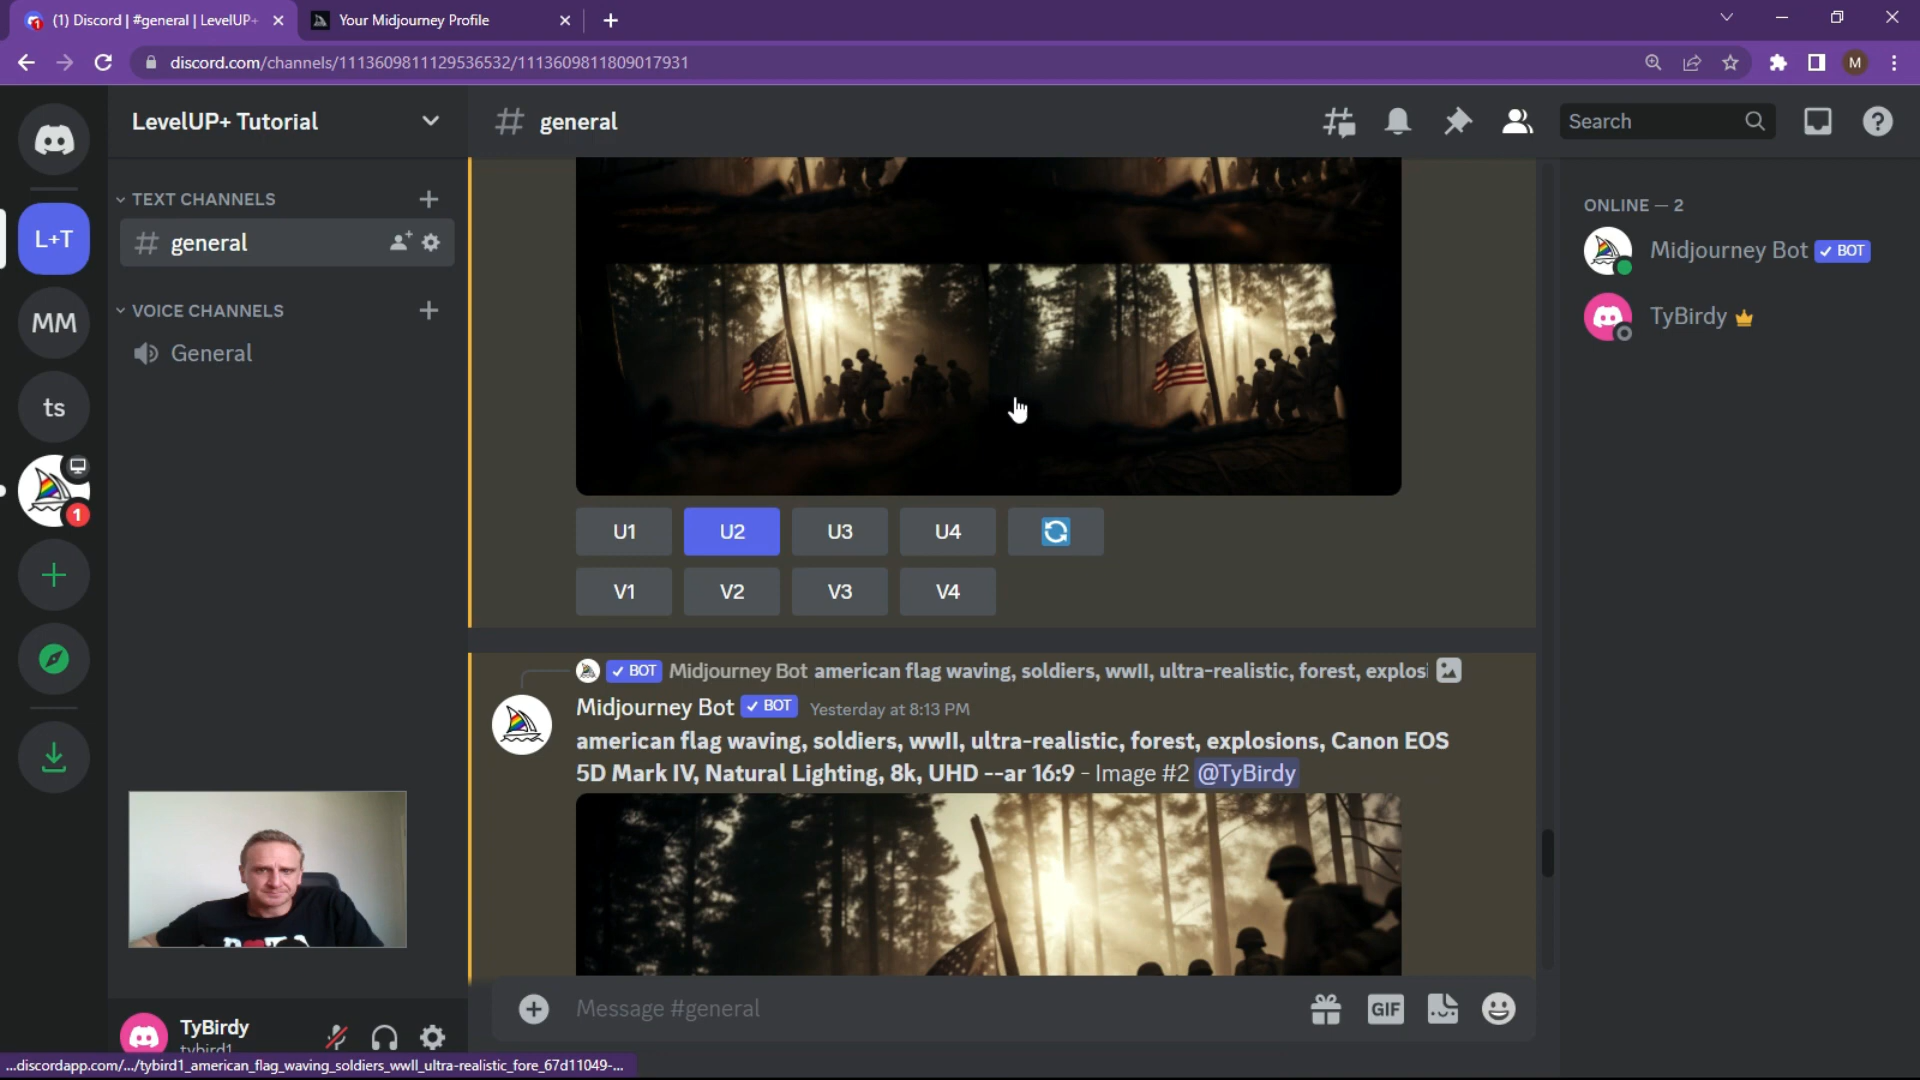 (1) Discord | #general | LevelUP+
Your Midjourney Profile
discord.com/channels/1113609811129536532/1113609811809017931
M
LevelUP+ Tutorial
general
Search
L+T
MM
ts
1
TEXT CHANNELS
general
VOICE CHANNELS
General
ONLINE — 2
Midjourney Bot BOT
TyBirdy
U1 U2 U3 U4
V1 V2 V3 V4
BOT Midjourney Bot american flag waving, soldiers, wwII, ultra-realistic, forest, explosi
Midjourney Bot BOT Yesterday at 8:13 PM
american flag waving, soldiers, wwII, ultra-realistic, forest, explosions, Canon EOS
5D Mark IV, Natural Lighting, 8k, UHD --ar 16:9 - Image #2 @TyBirdy
Message #general
GIF
TyBirdy
tybird1
...discordapp.com/.../tybird1_american_flag_waving_soldiers_wwII_ultra-realistic_fore_67d11049-...